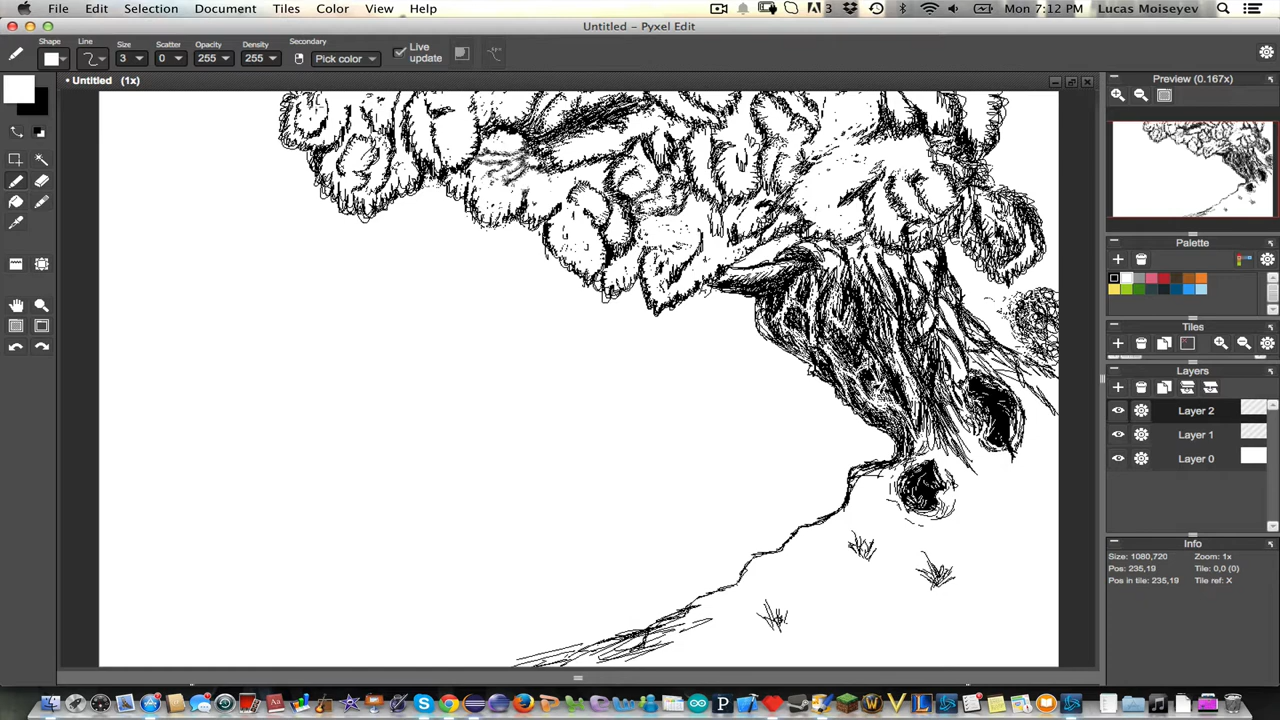 File Edit Selection Document Tiles Color View Help
3
Mon 7:12 PM Lucas Moiseyev
Untitled - Pyxel Edit
Shape Line Size Scatter Opacity Density Secondary
3 0 255 255 Pick color
Live update
• Untitled (1x)
Preview (0.167x)
Palette
Tiles
Layers
Layer 2
Layer 1
Layer 0
Info
Size: 1080,720 Zoom: 1x
Pos: 235,19 Tile: 0,0 (0)
Pos in tile: 235,19 Tile ref: X